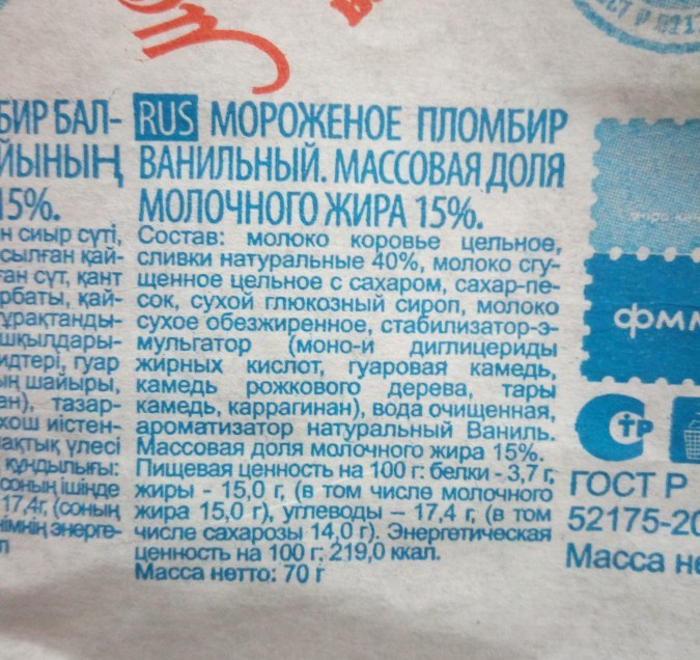 БИР БАЛ-
ЙЫНЫҢ
15%.
н сиыр сүті,
сылған қай-
ған сүт, қант
рбаты, қай-
ұрақтанды-
шқылдары-
идтері, гуар
ың шайыры,
ан), тазар-
хош иістен-
ақтық үлесі
құндылығы:
соның ішінде
17,4г, (соның
імнің энерге-
RUS МОРОЖЕНОЕ ПЛОМБИР
ВАНИЛЬНЫЙ. МАССОВАЯ ДОЛЯ
МОЛОЧНОГО ЖИРА 15%.
Состав: молоко коровье цельное,
сливки натуральные 40%, молоко сгу-
щенное цельное с сахаром, сахар-пе-
сок, сухой глюкозный сироп, молоко
сухое обезжиренное, стабилизатор-э-
мульгатор (моно-и диглицериды
жирных кислот, гуаровая камедь,
камедь рожкового дерева, тары
камедь, каррагинан), вода очищенная,
ароматизатор натуральный Ваниль.
Массовая доля молочного жира 15%.
Пищевая ценность на 100 г: белки - 3,7 г,
жиры - 15,0 г, (в том числе молочного
жира 15,0 г), углеводы – 17,4 г, (в том
числе сахарозы 14,0 г). Энергетическая
ценность на 100 г: 219,0 ккал.
Масса нетто: 70 г
фм
СТР
ГОСТ Р
52175-20
Масса не